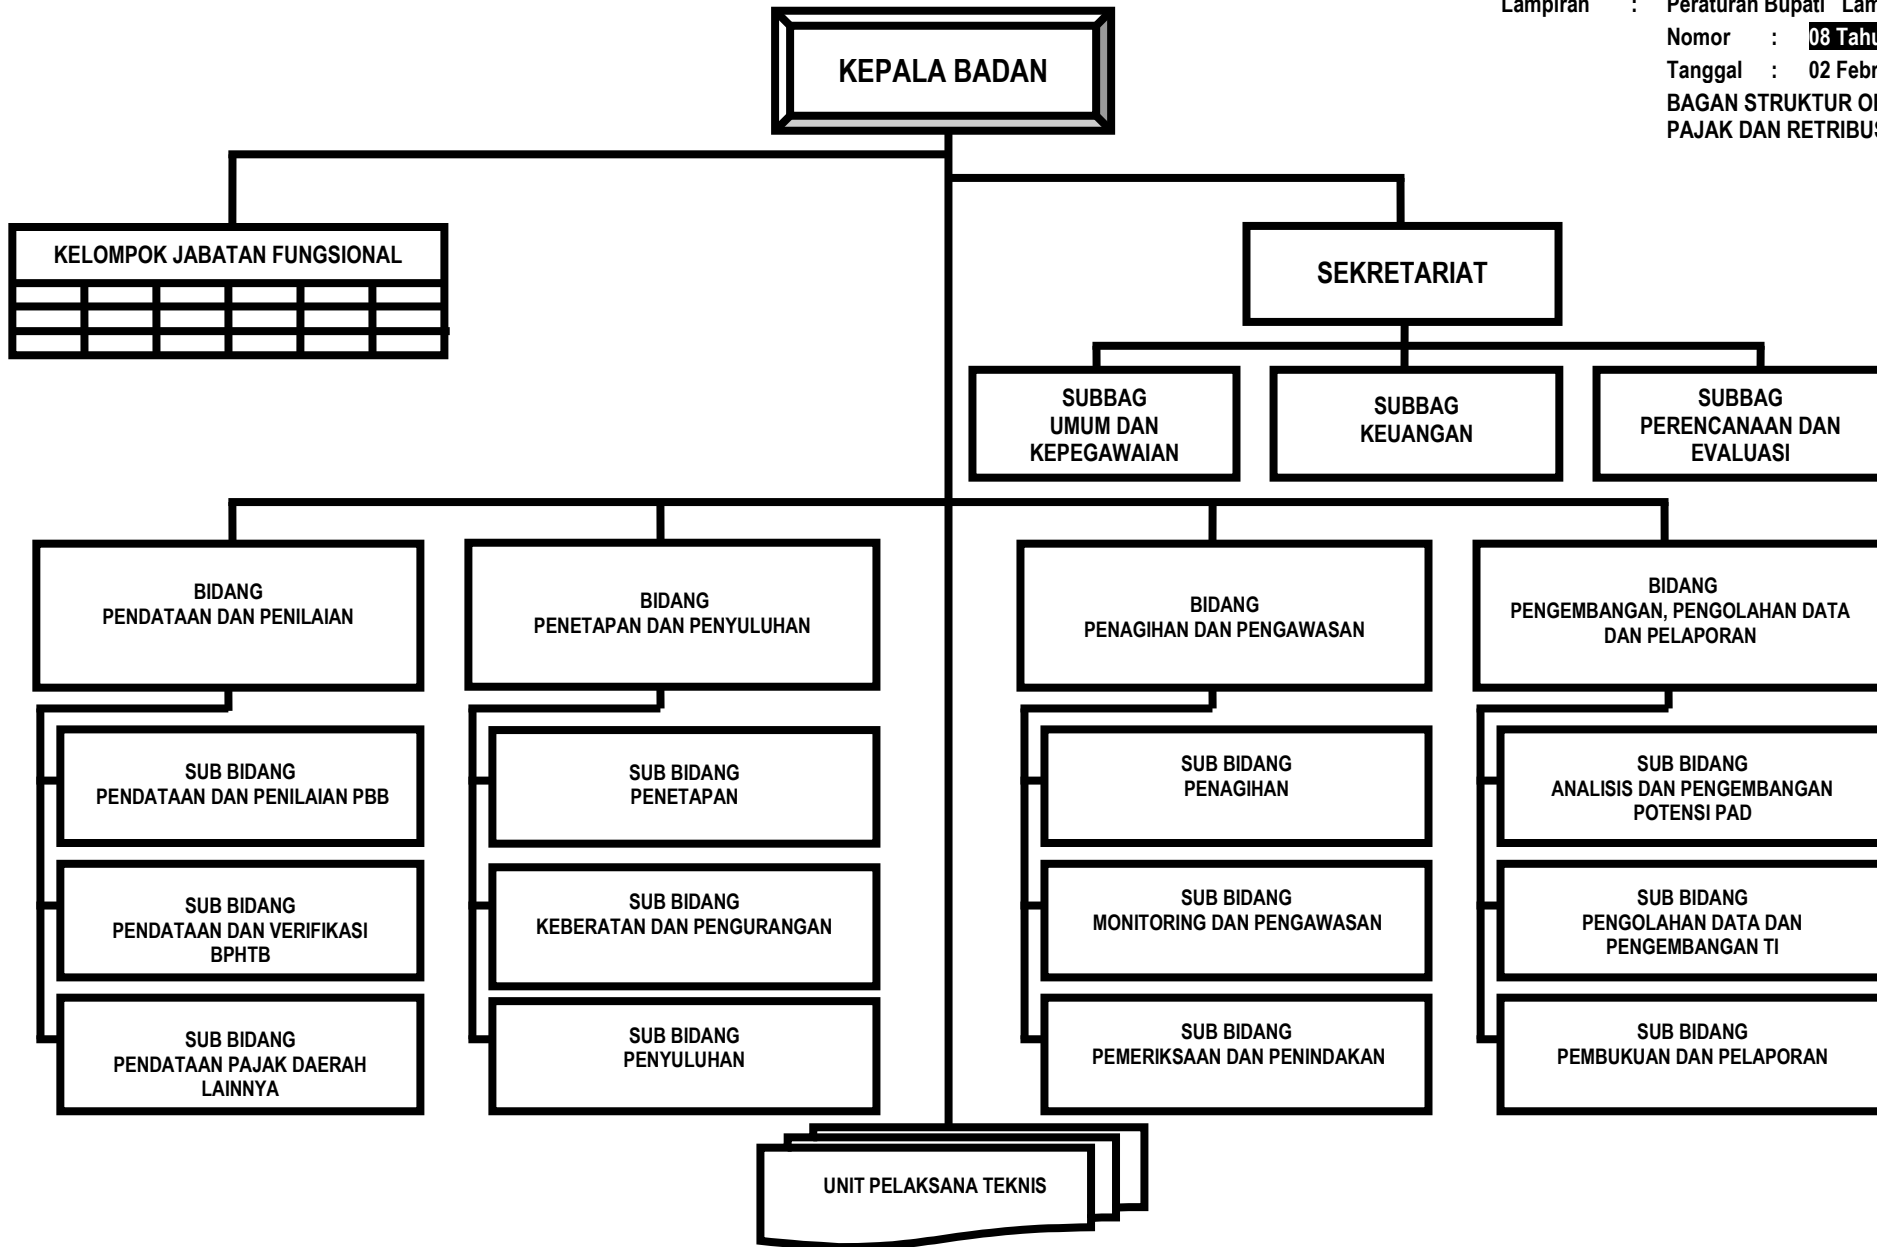 Lampiran : Peraturan Bupati
Nomor : 08
Tanggal : 02
BAGAN STRUKTUR
PAJAK DAN
KEPALA BADAN
KELOMPOK JABATAN FUNGSIONAL
SEKRETARIAT
SUBBAG
UMUM DAN
KEPEGAWAIAN
SUBBAG
KEUANGAN
SUBBAG
PERENCANAAN DAN
EVALUASI
BIDANG
PENDATAAN DAN PENILAIAN
BIDANG
PENETAPAN DAN PENYULUHAN
BIDANG
PENAGIHAN DAN PENGAWASAN
BIDANG
PENGEMBANGAN, PENGOLAHAN DATA
DAN PELAPORAN
SUB BIDANG
PENDATAAN DAN PENILAIAN PBB
SUB BIDANG
PENETAPAN
SUB BIDANG
PENAGIHAN
SUB BIDANG
ANALISIS DAN PENGEMBANGAN
POTENSI PAD
SUB BIDANG
PENDATAAN DAN VERIFIKASI
BPHTB
SUB BIDANG
KEBERATAN DAN PENGURANGAN
SUB BIDANG
MONITORING DAN PENGAWASAN
SUB BIDANG
PENGOLAHAN DATA DAN
PENGEMBANGAN TI
SUB BIDANG
PENDATAAN PAJAK DAERAH
LAINNYA
SUB BIDANG
PENYULUHAN
SUB BIDANG
PEMERIKSAAN DAN PENINDAKAN
SUB BIDANG
PEMBUKUAN DAN PELAPORAN
UNIT PELAKSANA TEKNIS